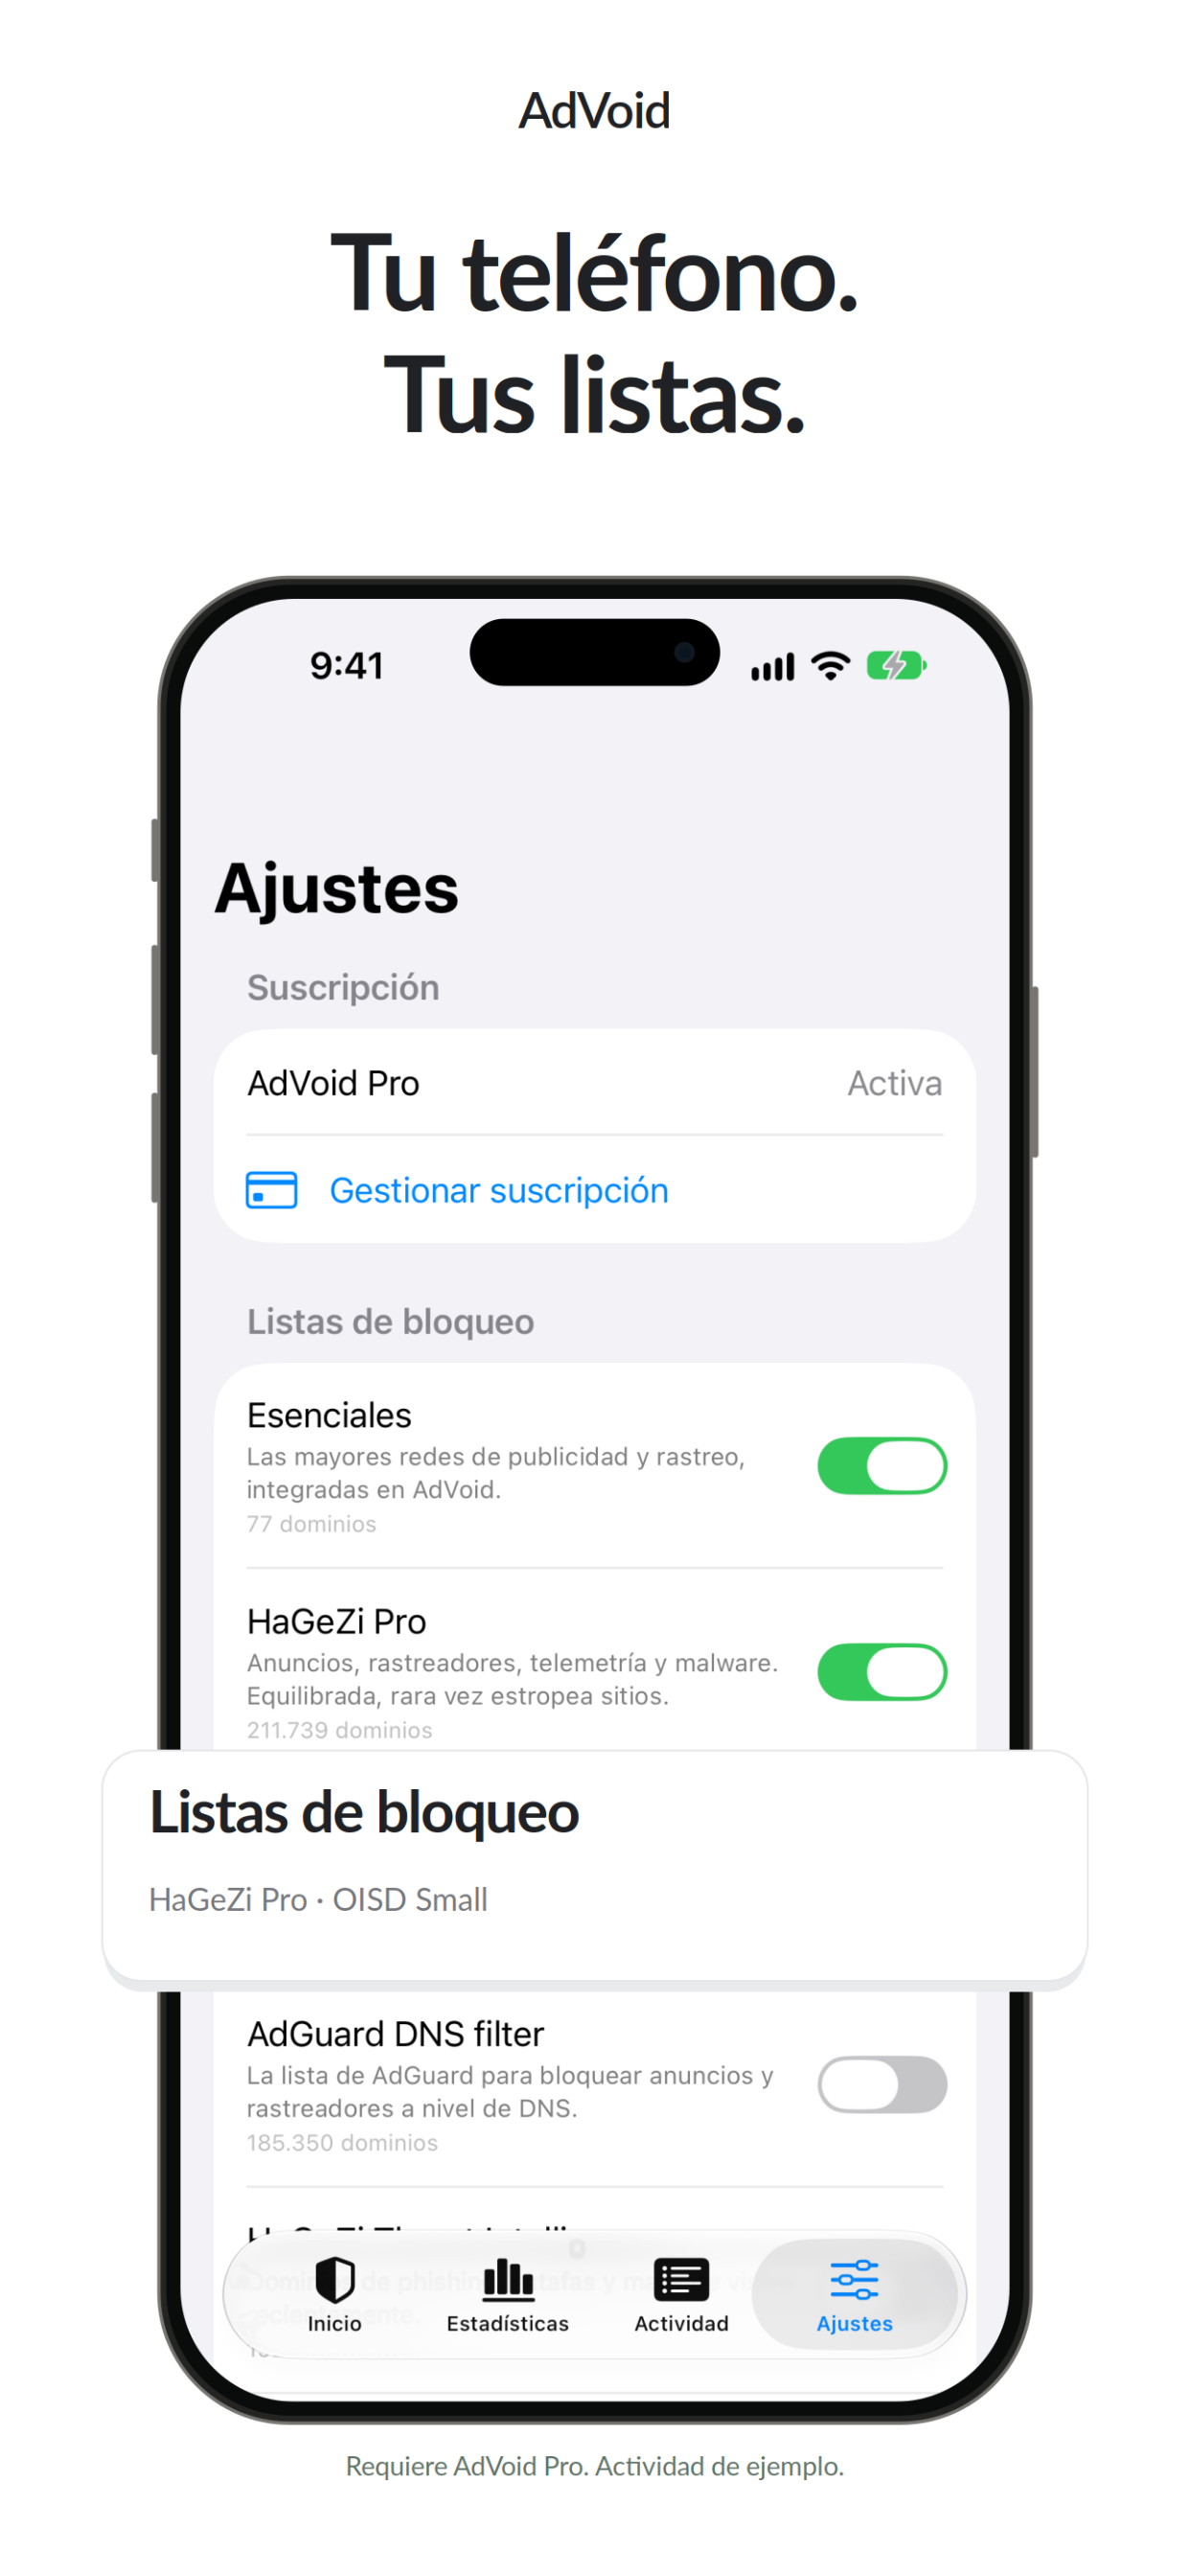 AdVoid
Tu teléfono.
Tus listas.
9:41
Ajustes
Suscripción
AdVoid Pro
Activa
Gestionar suscripción
Listas de bloqueo
Esenciales
Las mayores redes de publicidad y rastreo,
integradas en AdVoid.
77 dominios
HaGeZi Pro
Anuncios, rastreadores, telemetría y malware.
Equilibrada, rara vez estropea sitios.
211.739 dominios
Listas de bloqueo
HaGeZi Pro · OISD Small
AdGuard DNS filter
La lista de AdGuard para bloquear anuncios y
rastreadores a nivel de DNS.
185.350 dominios
Inicio
Estadísticas
Actividad
Ajustes
Requiere AdVoid Pro. Actividad de ejemplo.